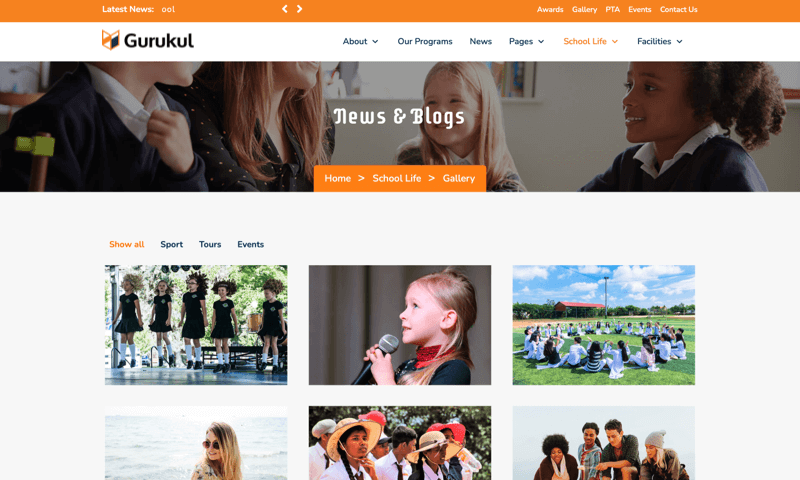 Latest News: ool
Awards Gallery PTA Events Contact Us
Gurukul
About Our Programs News Pages School Life Facilities
News & Blogs
Home > School Life > Gallery
Show all Sport Tours Events